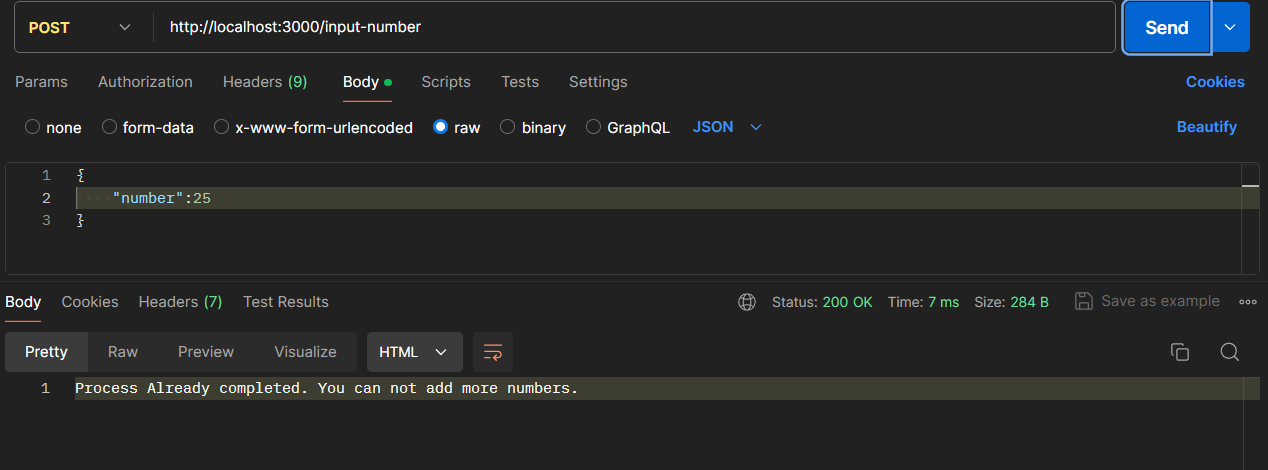 POST http://localhost:3000/input-number Send
Params Authorization Headers (9) Body Scripts Tests Settings Cookies
none form-data x-www-form-urlencoded raw binary GraphQL JSON Beautify
1 {
2 "number":25
3 }
Body Cookies Headers (7) Test Results Status: 200 OK Time: 7 ms Size: 284 B Save as example
Pretty Raw Preview Visualize HTML
1 Process Already completed. You can not add more numbers.